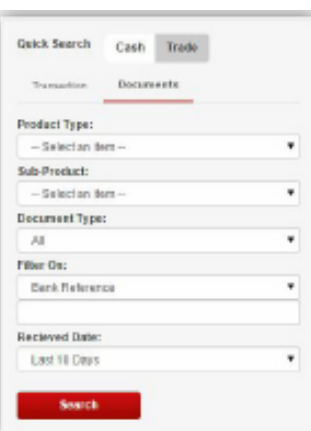 Quick Search Cash Trade
Transaction Documents
Product Type:
-- Select an item --
Sub-Product:
-- Select an item --
Document Type:
All
Filter On:
Bank Reference
Recieved Date:
Last 10 Days
Search